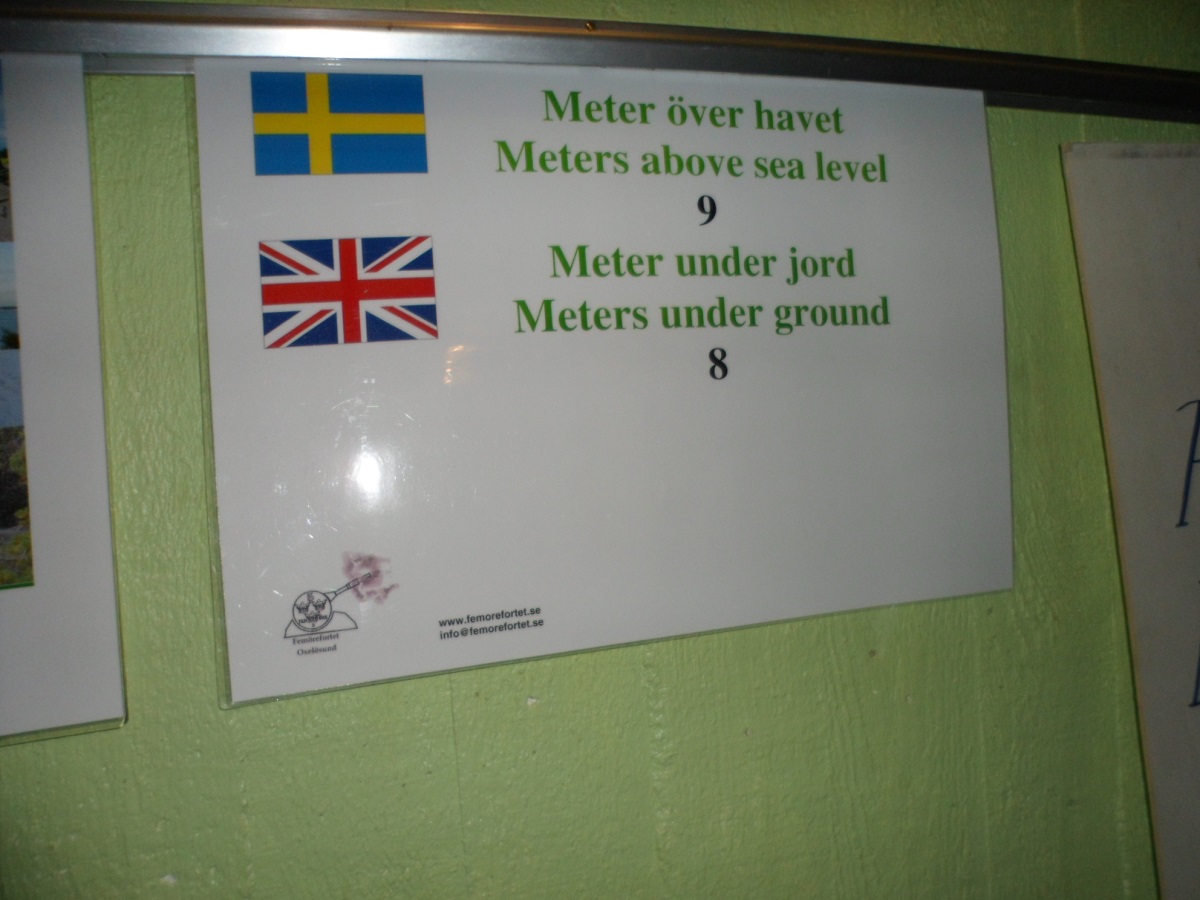 Meter över havet
Meters above sea level
9
Meter under jord
Meters under ground
8
www.femorefortet.se
info@femorefortet.se
Femörefortet
Oxelösund